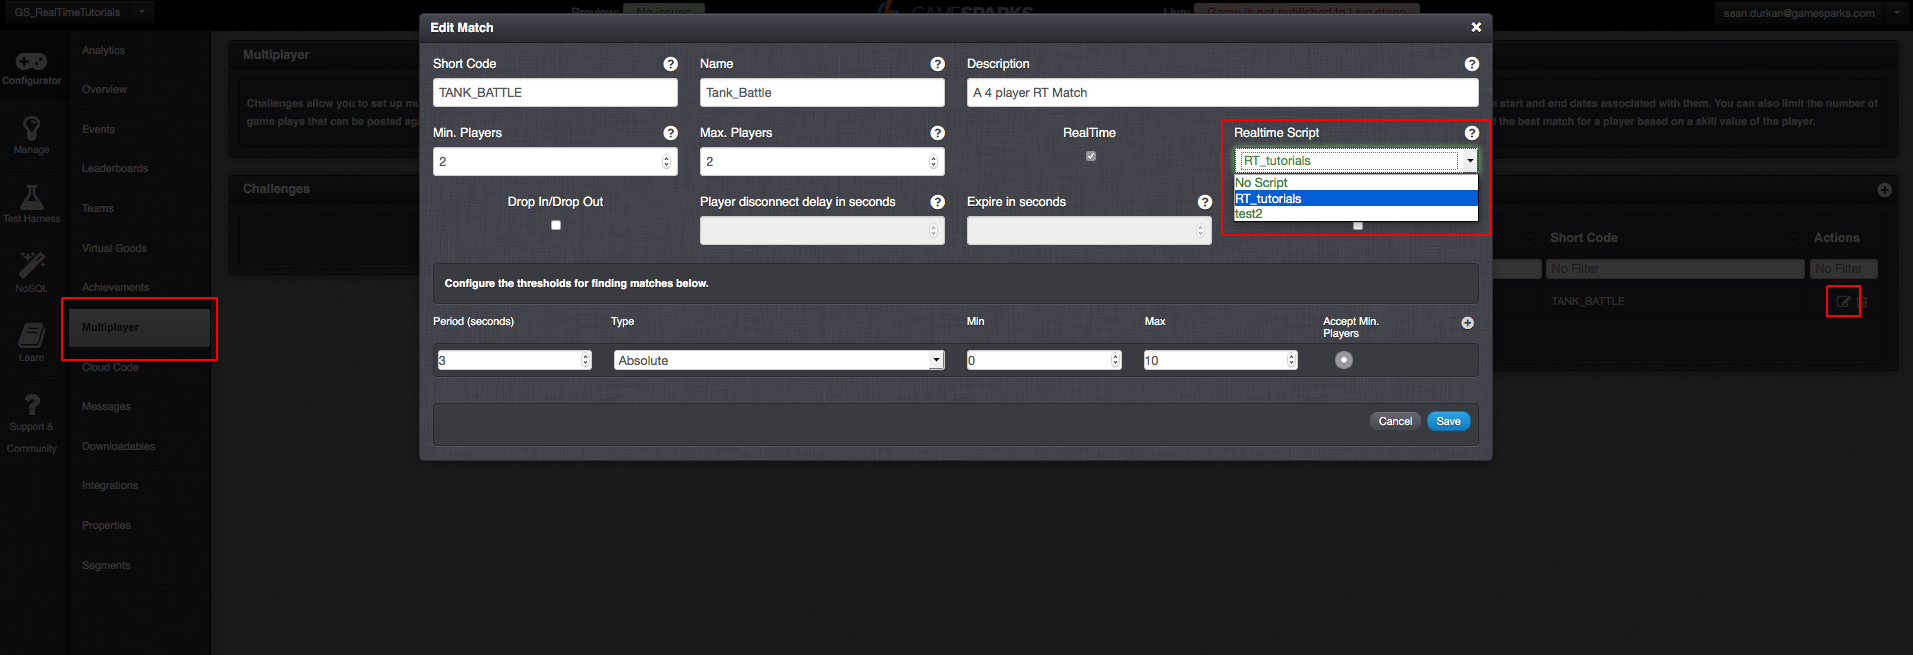 GS_RealTimeTutorials
Preview: No issues
GAMESPARKS
Live: Game is not published to Live stage
sean.durkan@gamesparks.com
Configurator
Manage
Test Harness
NoSQL
Learn
Support &
Community
Analytics
Overview
Events
Leaderboards
Teams
Virtual Goods
Achievements
Multiplayer
Cloud Code
Messages
Downloadables
Integrations
Properties
Segments
Multiplayer
Challenges allow you to set up mu
game plays that can be posted aga
start and end dates associated with them. You can also limit the number of
the best match for a player based on a skill value of the player.
Challenges
Short Code
Actions
No Filter
No Filter
TANK_BATTLE
Edit Match
Short Code
Name
Description
TANK_BATTLE
Tank_Battle
A 4 player RT Match
Min. Players
Max. Players
RealTime
Realtime Script
2
2
RT_tutorials
No Script
RT_tutorials
test2
Drop In/Drop Out
Player disconnect delay in seconds
Expire in seconds
Configure the thresholds for finding matches below.
Period (seconds)
Type
Min
Max
Accept Min.
Players
3
Absolute
0
10
Cancel
Save